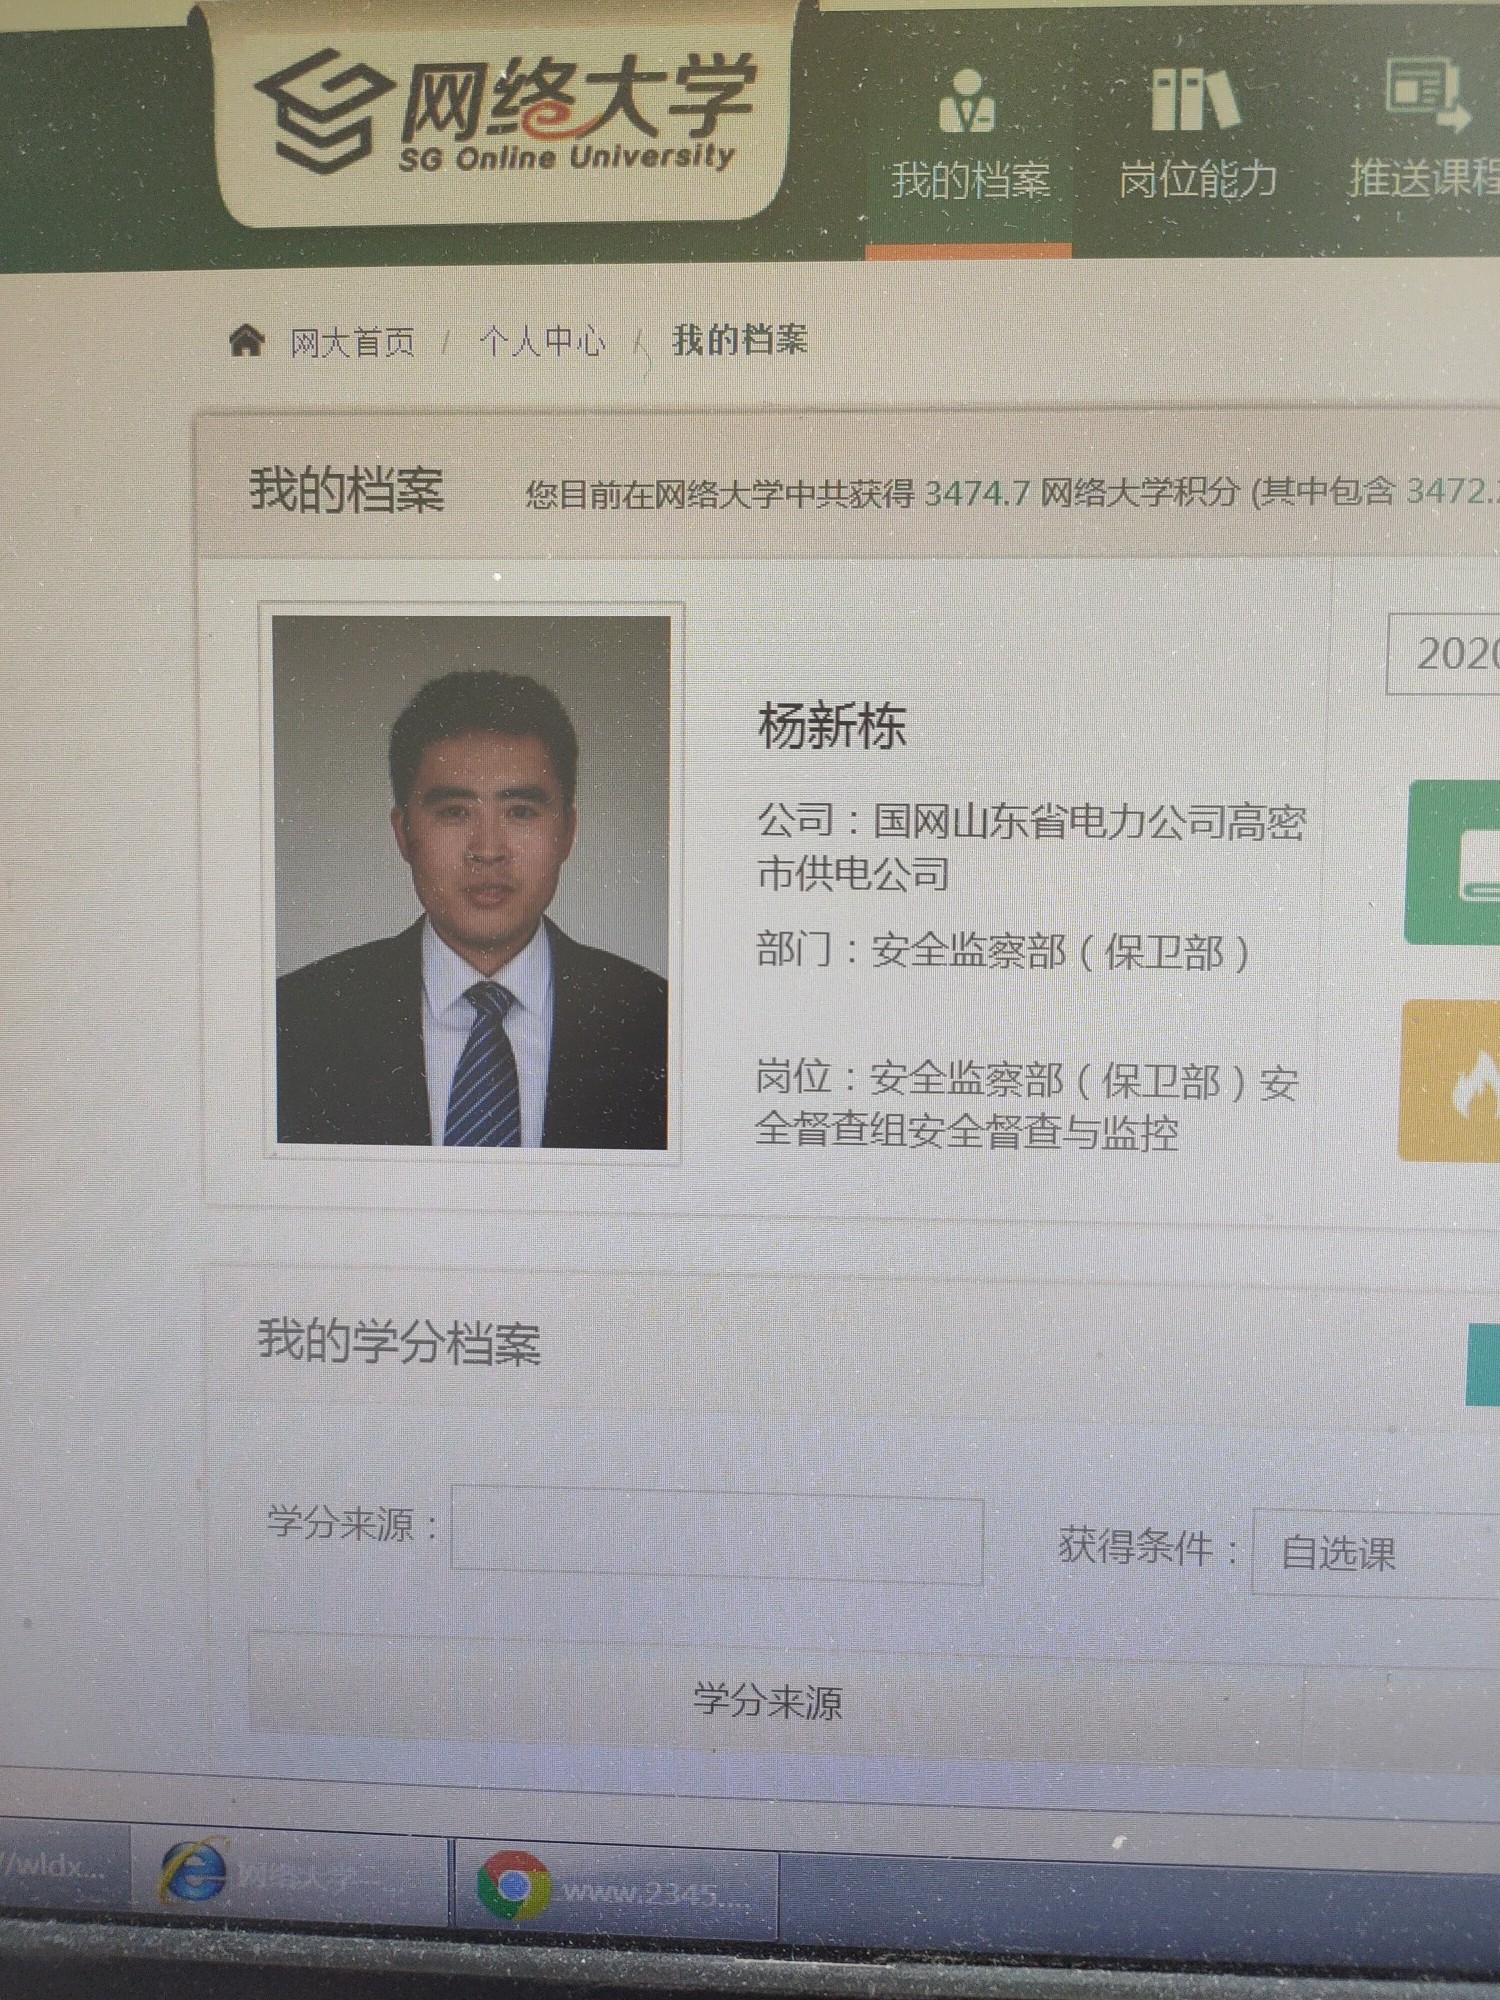 网络大学
SG Online University
我的档案
岗位能力
推送课程
网大首页 / 个人中心 / 我的档案
我的档案
您目前在网络大学中共获得 3474.7 网络大学积分 (其中包含 3472.
2020
杨新栋
公司：国网山东省电力公司高密
市供电公司
部门：安全监察部（保卫部）
岗位：安全监察部（保卫部）安
全督查组安全督查与监控
我的学分档案
学分来源：
获得条件：
自选课
学分来源
/wldx...
网络大学-...
www.2345....